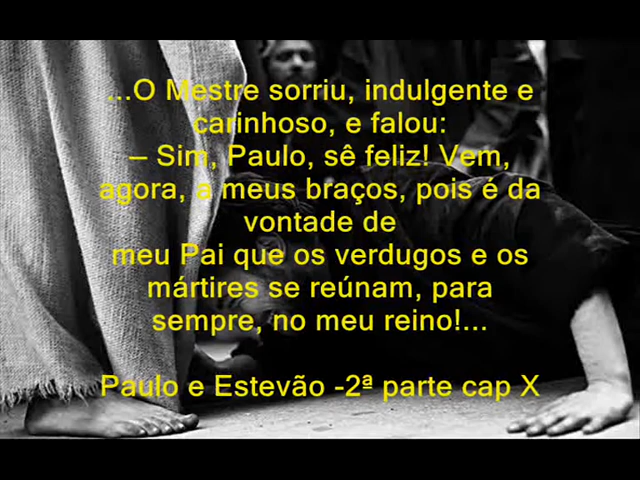 ...O Mestre sorriu, indulgente e
carinhoso, e falou:
– Sim, Paulo, sê feliz! Vem,
agora, a meus braços, pois é da
vontade de
meu Pai que os verdugos e os
mártires se reúnam, para
sempre, no meu reino!...
Paulo e Estevão -2ª parte cap X